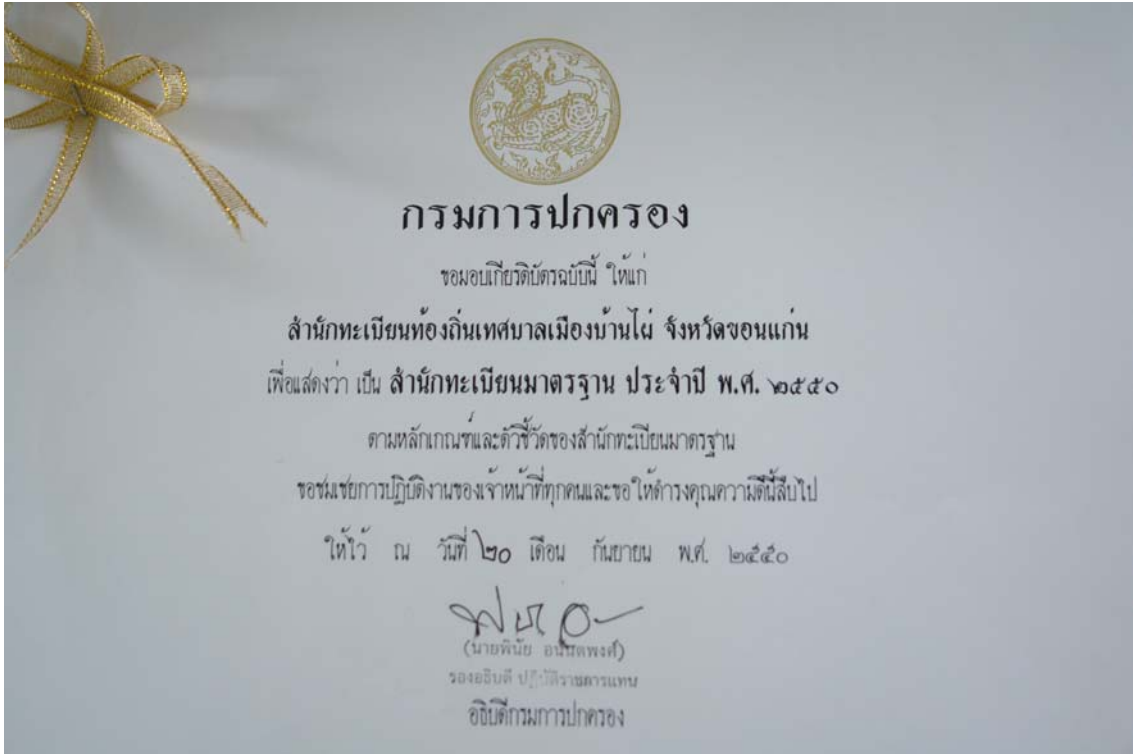 กรมการปกครอง
ขอมอบเกียรติบัตรฉบับนี้ ให้แก่
สำนักทะเบียนท้องถิ่นเทศบาลเมืองบ้านไผ่ จังหวัดขอนแก่น
เพื่อแสดงว่า เป็น สำนักทะเบียนมาตรฐาน ประจำปี พ.ศ. ๒๕๕๐
ตามหลักเกณฑ์และตัวชี้วัดของสำนักทะเบียนมาตรฐาน
ขอชมเชยการปฏิบัติงานของเจ้าหน้าที่ทุกคนและขอให้ดำรงคุณความดีนี้สืบไป
ให้ไว้ ณ วันที่ ๒๐ เดือน กันยายน พ.ศ. ๒๕๕๐
(นายพินัย อนันตพงศ์)
รองอธิบดี ปฏิบัติราชการแทน
อธิบดีกรมการปกครอง